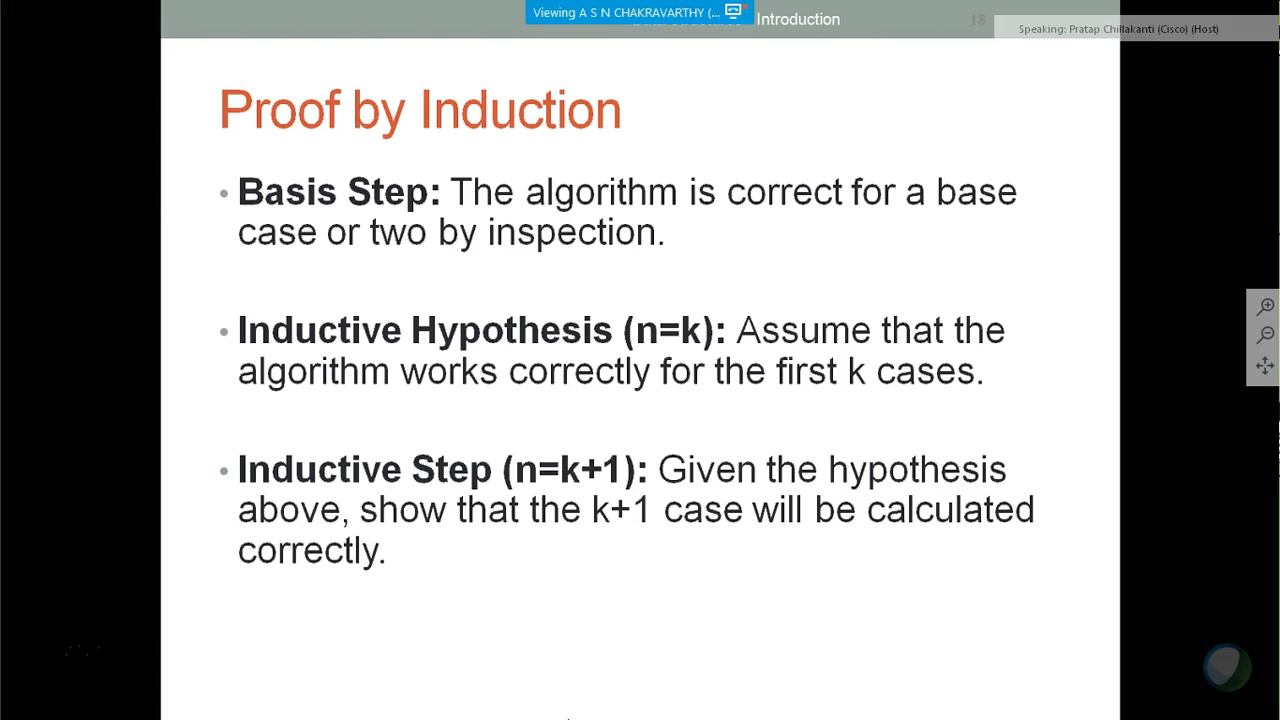 Viewing A S N CHAKRAVARTHY (...
Introduction
18
Speaking: Pratap Chillakanti (Cisco) (Host)
Proof by Induction
• Basis Step: The algorithm is correct for a base
case or two by inspection.
• Inductive Hypothesis (n=k): Assume that the
algorithm works correctly for the first k cases.
• Inductive Step (n=k+1): Given the hypothesis
above, show that the k+1 case will be calculated
correctly.